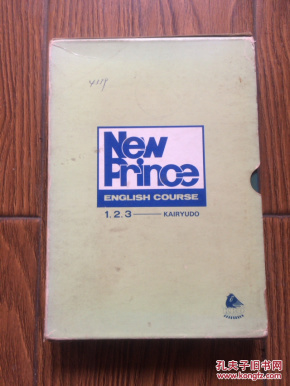 New
Prince
ENGLISH COURSE
1. 2. 3 —— KAIRYUDO
孔夫子旧书网